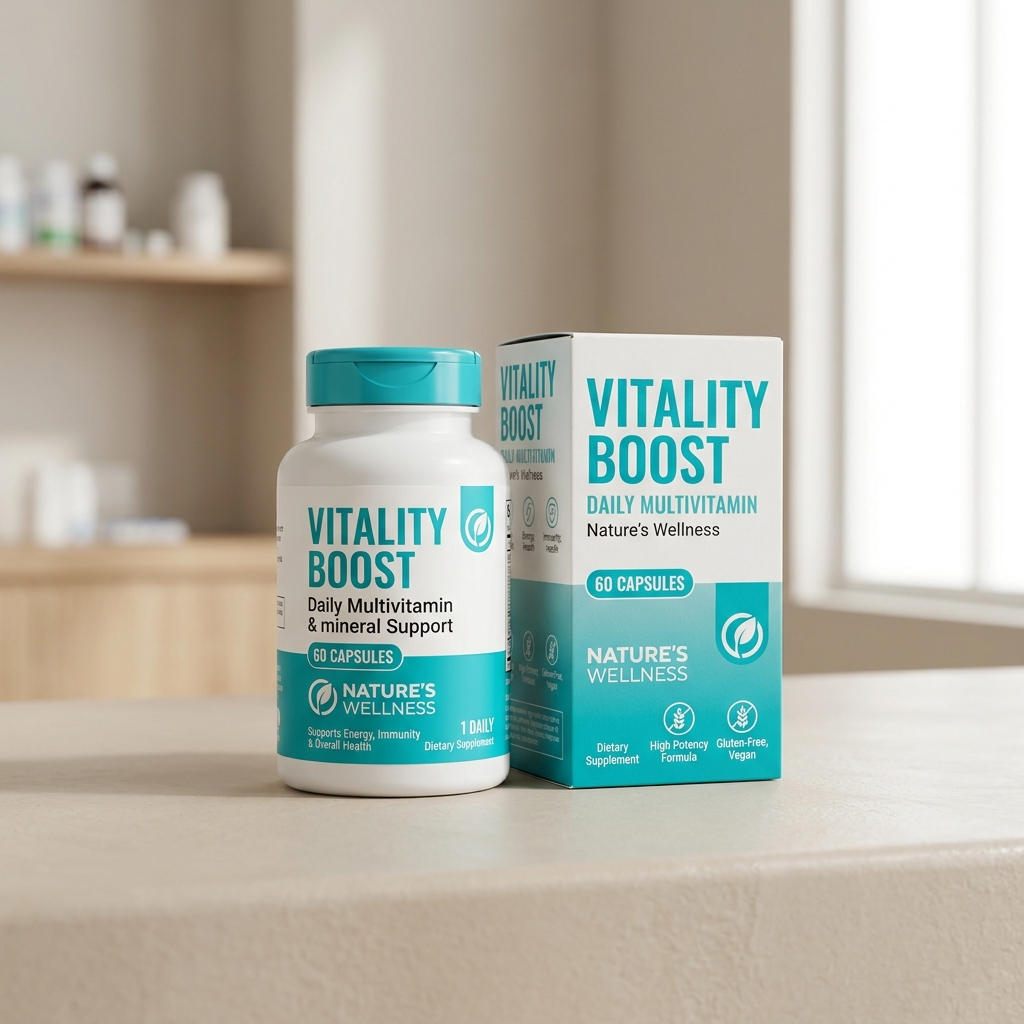 VITALITY
BOOST
Daily Multivitamin
& mineral Support
60 CAPSULES
NATURE'S
WELLNESS
Supports Energy, Immunity
& Overall Health
1 DAILY
Dietary Supplement
VITALITY
BOOST
VITALITY
BOOST
DAILY MULTIVITAMIN
Nature's Wellness
60 CAPSULES
NATURE'S
WELLNESS
Dietary
Supplement
High Potency
Formula
Gluten-Free,
Vegan